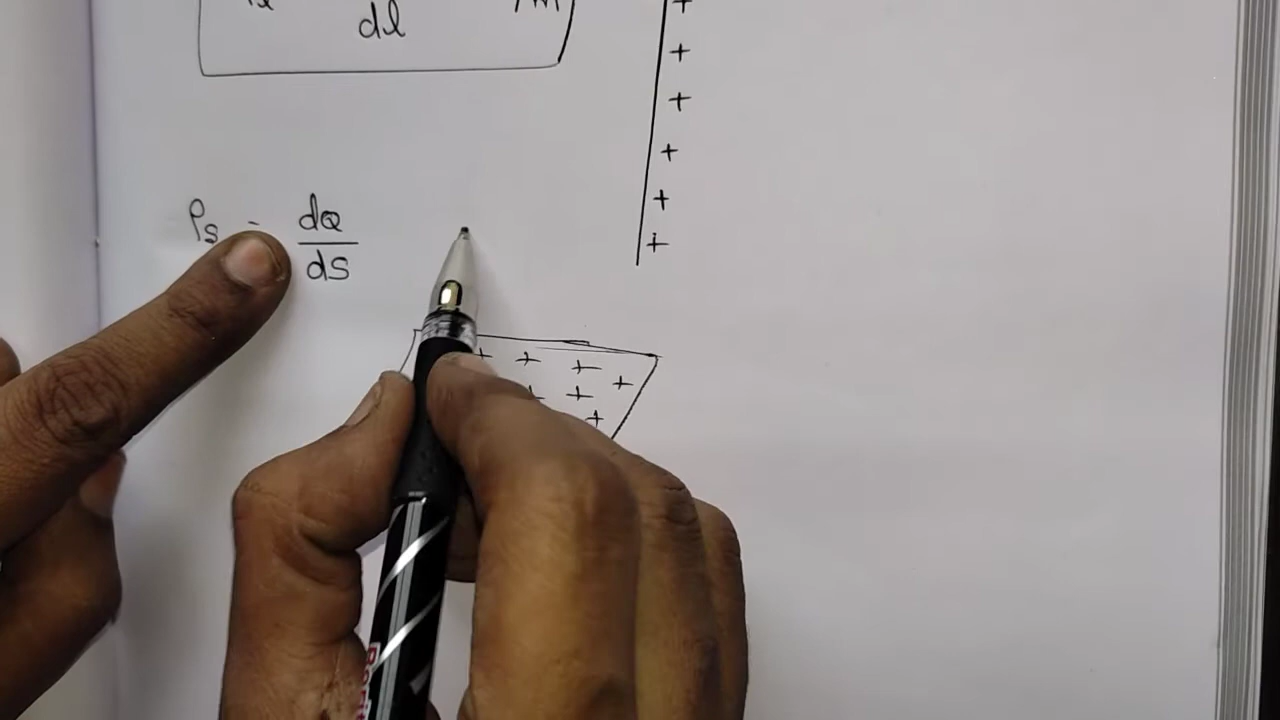 dl
+
+
+
+
+
+
ρs = dQ/ds
+ + +
+ +
+